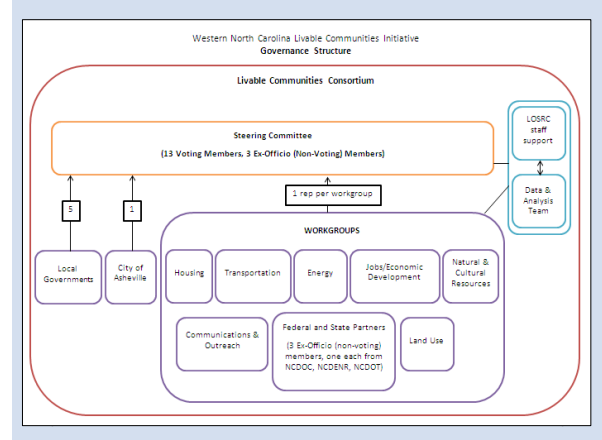 Western North Carolina Livable Communities Initiative
Governance Structure
Livable Communities Consortium
Steering Committee
(13 Voting Members, 3 Ex-Officio (Non-Voting) Members)
LOSRC
staff
support
Data &
Analysis
Team
5
1
1 rep per workgroup
WORKGROUPS
Local
Governments
City of
Asheville
Housing
Transportation
Energy
Jobs/Economic
Development
Natural &
Cultural
Resources
Communications &
Outreach
Federal and State Partners
(3 Ex-Officio (non-voting)
members, one each from
NCDOC, NCDENR, NCDOT)
Land Use